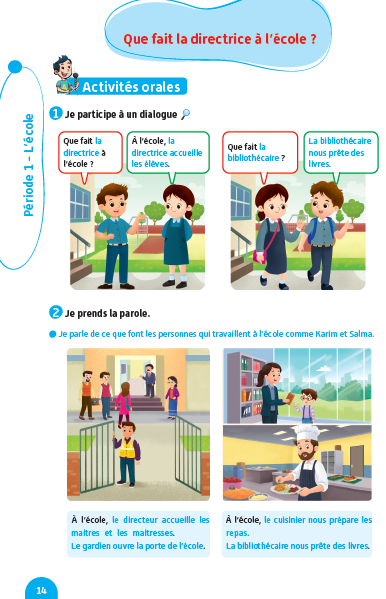 Que fait la directrice à l'école ?
Période 1 - L'école
Activités orales
1 Je participe à un dialogue
Que fait la
directrice à
l'école ?
À l'école, la
directrice accueille
les élèves.
Que fait la
bibliothécaire ?
La bibliothécaire
nous prête des
livres.
2 Je prends la parole.
Je parle de ce que font les personnes qui travaillent à l'école comme Karim et Salma.
À l'école, le directeur accueille les
maitres et les maitresses.
Le gardien ouvre la porte de l'école.
À l'école, le cuisinier nous prépare les
repas.
La bibliothécaire nous prête des livres.
14